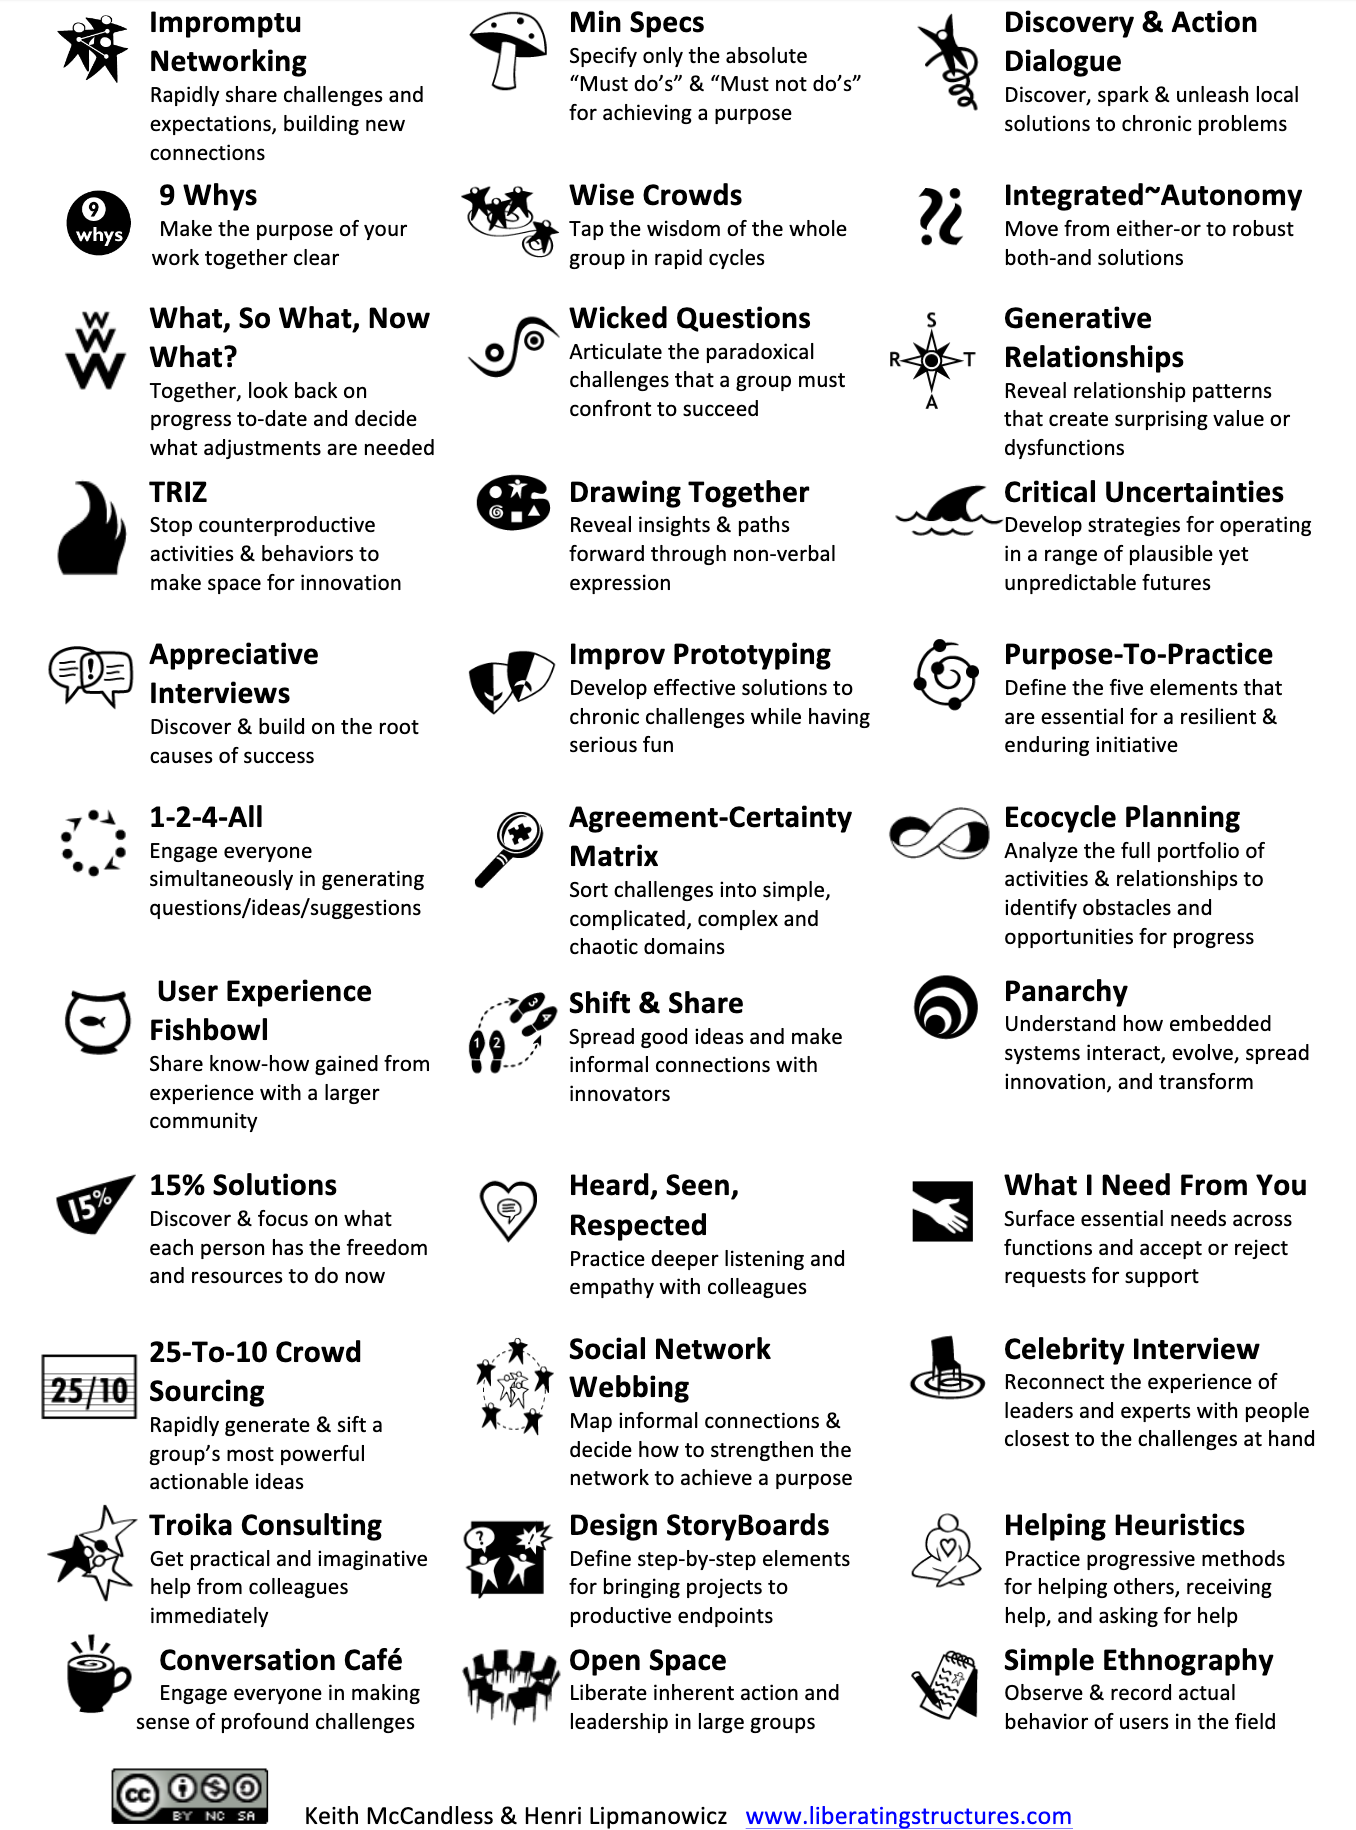 Impromptu
Networking
Rapidly share challenges and
expectations, building new
connections
9
whys
9 Whys
Make the purpose of your
work together clear
W
W
W
What, So What, Now
What?
Together, look back on
progress to-date and decide
what adjustments are needed
TRIZ
Stop counterproductive
activities & behaviors to
make space for innovation
!
Appreciative
Interviews
Discover & build on the root
causes of success
1-2-4-All
Engage everyone
simultaneously in generating
questions/ideas/suggestions
User Experience
Fishbowl
Share know-how gained from
experience with a larger
community
15%
15% Solutions
Discover & focus on what
each person has the freedom
and resources to do now
25/10
25-To-10 Crowd
Sourcing
Rapidly generate & sift a
group’s most powerful
actionable ideas
Troika Consulting
Get practical and imaginative
help from colleagues
immediately
Conversation Café
Engage everyone in making
sense of profound challenges
Min Specs
Specify only the absolute
“Must do’s” & “Must not do’s”
for achieving a purpose
Wise Crowds
Tap the wisdom of the whole
group in rapid cycles
Wicked Questions
Articulate the paradoxical
challenges that a group must
confront to succeed
Drawing Together
Reveal insights & paths
forward through non-verbal
expression
Improv Prototyping
Develop effective solutions to
chronic challenges while having
serious fun
Agreement-Certainty
Matrix
Sort challenges into simple,
complicated, complex and
chaotic domains
1 2 3 4
Shift & Share
Spread good ideas and make
informal connections with
innovators
Heard, Seen,
Respected
Practice deeper listening and
empathy with colleagues
Social Network
Webbing
Map informal connections &
decide how to strengthen the
network to achieve a purpose
? !
Design StoryBoards
Define step-by-step elements
for bringing projects to
productive endpoints
Open Space
Liberate inherent action and
leadership in large groups
Discovery & Action
Dialogue
Discover, spark & unleash local
solutions to chronic problems
?¿
Integrated~Autonomy
Move from either-or to robust
both-and solutions
S
R T
A
Generative
Relationships
Reveal relationship patterns
that create surprising value or
dysfunctions
Critical Uncertainties
Develop strategies for operating
in a range of plausible yet
unpredictable futures
Purpose-To-Practice
Define the five elements that
are essential for a resilient &
enduring initiative
Ecocycle Planning
Analyze the full portfolio of
activities & relationships to
identify obstacles and
opportunities for progress
Panarchy
Understand how embedded
systems interact, evolve, spread
innovation, and transform
What I Need From You
Surface essential needs across
functions and accept or reject
requests for support
Celebrity Interview
Reconnect the experience of
leaders and experts with people
closest to the challenges at hand
Helping Heuristics
Practice progressive methods
for helping others, receiving
help, and asking for help
Simple Ethnography
Observe & record actual
behavior of users in the field
cc
BY NC SA
Keith McCandless & Henri Lipmanowicz www.liberatingstructures.com